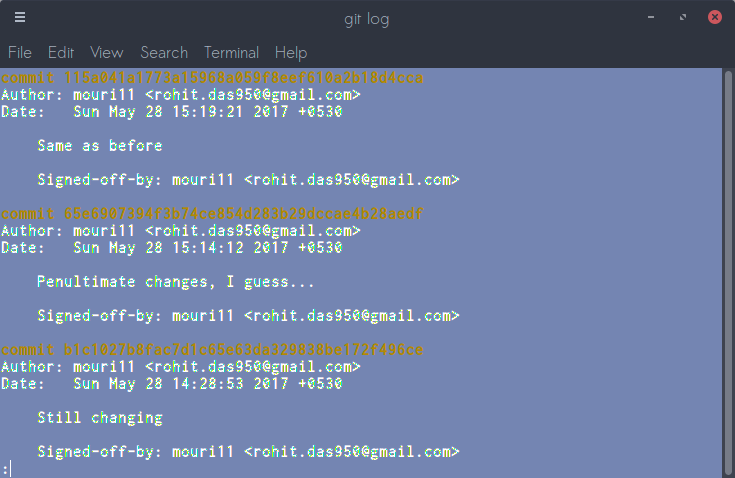 git log
File Edit View Search Terminal Help
commit 115a041a1773a15968a059f8eef610a2b18d4cca
Author: mouri11 <rohit.das950@gmail.com>
Date:   Sun May 28 15:19:21 2017 +0530
Same as before
Signed-off-by: mouri11 <rohit.das950@gmail.com>
commit 65e6907394f3b74ce854d283b29dccae4b28aedf
Author: mouri11 <rohit.das950@gmail.com>
Date:   Sun May 28 15:14:12 2017 +0530
Penultimate changes, I guess...
Signed-off-by: mouri11 <rohit.das950@gmail.com>
commit b1c1027b8fac7d1c65e63da329838be172f496ce
Author: mouri11 <rohit.das950@gmail.com>
Date:   Sun May 28 14:28:53 2017 +0530
Still changing
Signed-off-by: mouri11 <rohit.das950@gmail.com>
: